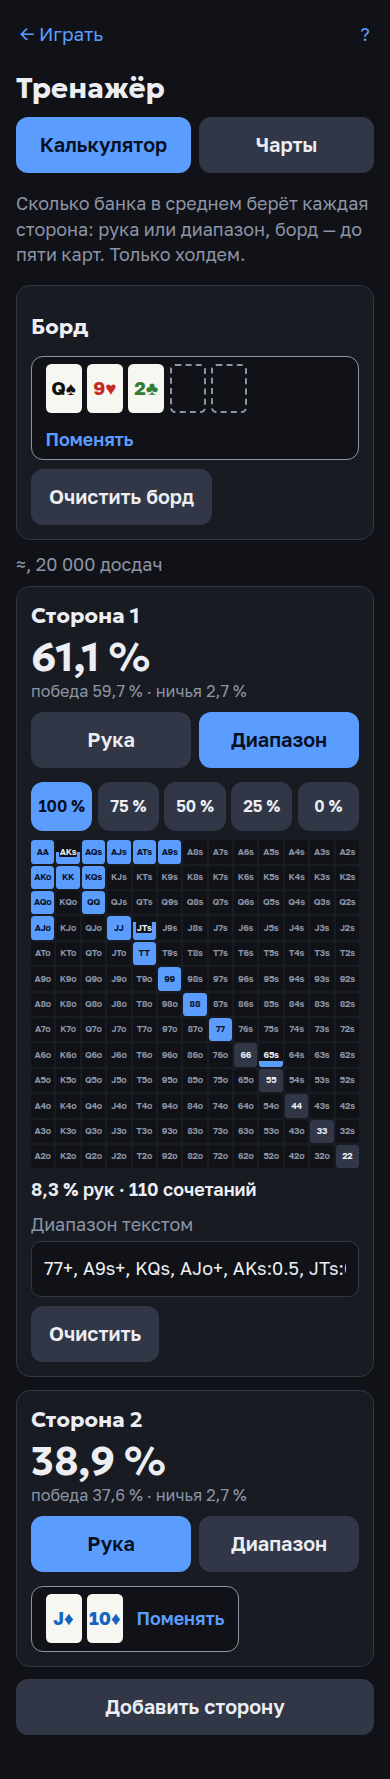 ← Играть ?
Тренажёр
Калькулятор Чарты
Сколько банка в среднем берёт каждая
сторона: рука или диапазон, борд — до
пяти карт. Только холдем.
Борд
Q♠ 9♥ 2♣
Поменять
Очистить борд
≈, 20 000 досдач
Сторона 1
61,1 %
победа 59,7 % · ничья 2,7 %
Рука Диапазон
100 % 75 % 50 % 25 % 0 %
AA AKs AQs AJs ATs A9s A8s A7s A6s A5s A4s A3s A2s
AKo KK KQs KJs KTs K9s K8s K7s K6s K5s K4s K3s K2s
AQo KQo QQ QJs QTs Q9s Q8s Q7s Q6s Q5s Q4s Q3s Q2s
AJo KJo QJo JJ JTs J9s J8s J7s J6s J5s J4s J3s J2s
ATo KTo QTo JTo TT T9s T8s T7s T6s T5s T4s T3s T2s
A9o K9o Q9o J9o T9o 99 98s 97s 96s 95s 94s 93s 92s
A8o K8o Q8o J8o T8o 98o 88 87s 86s 85s 84s 83s 82s
A7o K7o Q7o J7o T7o 97o 87o 77 76s 75s 74s 73s 72s
A6o K6o Q6o J6o T6o 96o 86o 76o 66 65s 64s 63s 62s
A5o K5o Q5o J5o T5o 95o 85o 75o 65o 55 54s 53s 52s
A4o K4o Q4o J4o T4o 94o 84o 74o 64o 54o 44 43s 42s
A3o K3o Q3o J3o T3o 93o 83o 73o 63o 53o 43o 33 32s
A2o K2o Q2o J2o T2o 92o 82o 72o 62o 52o 42o 32o 22
8,3 % рук · 110 сочетаний
Диапазон текстом
77+, A9s+, KQs, AJo+, AKs:0.5, JTs:
Очистить
Сторона 2
38,9 %
победа 37,6 % · ничья 2,7 %
Рука Диапазон
J♦ 10♦ Поменять
Добавить сторону